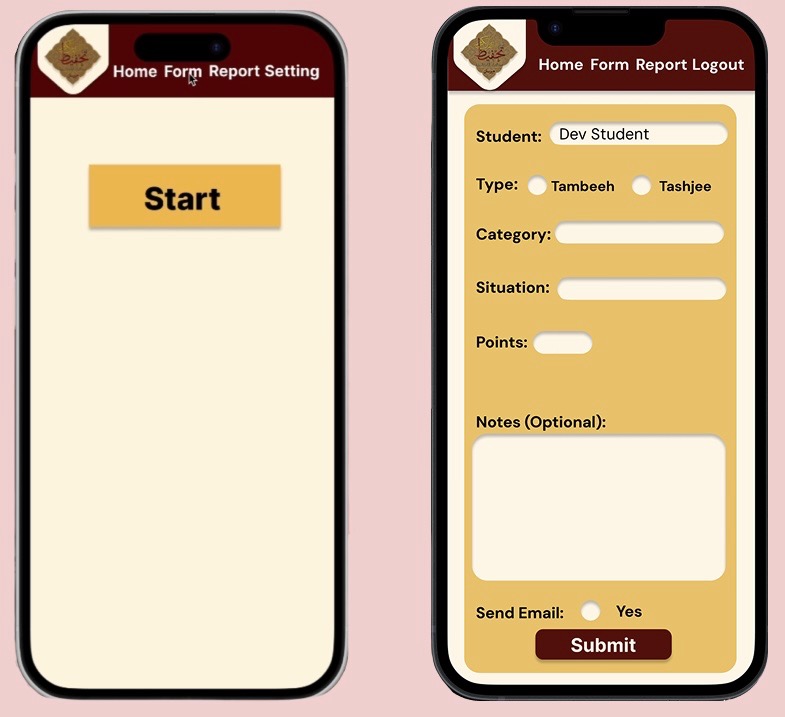 Home Form Report Setting
Start
Home Form Report Logout
Student: Dev Student
Type: Tambeeh Tashjee
Category:
Situation:
Points:
Notes (Optional):
Send Email: Yes
Submit